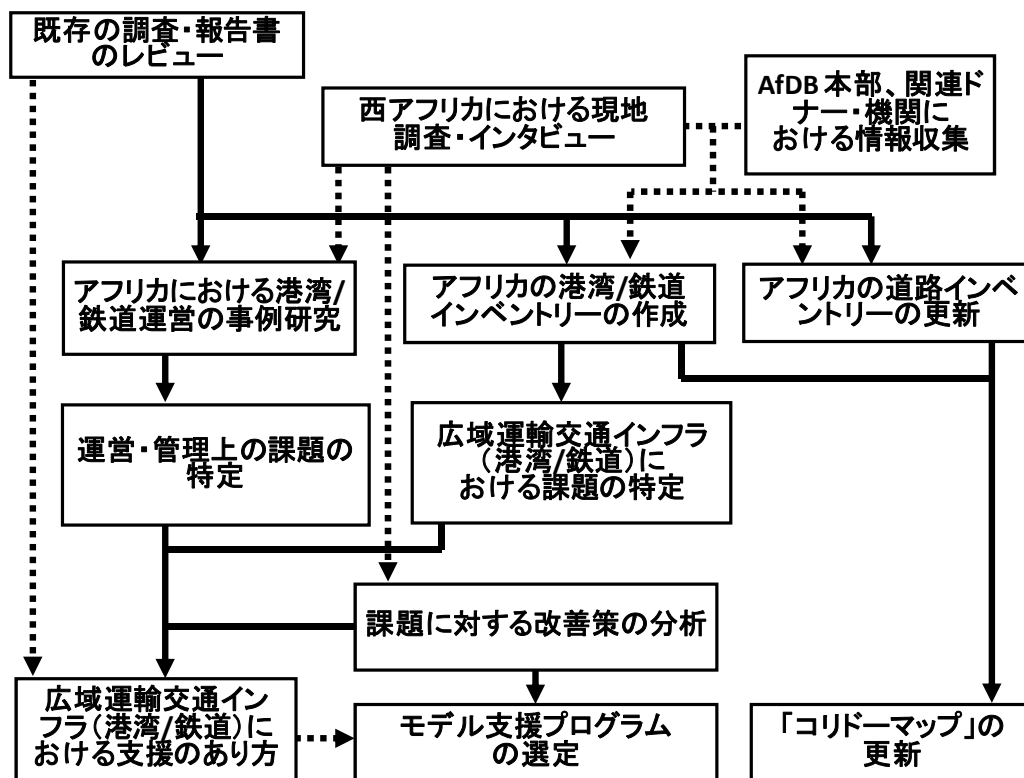 既存の調査・報告書
のレビュー
西アフリカにおける現地
調査・インタビュー
AfDB 本部、関連ド
ナー・機関に
おける情報収集
アフリカにおける港湾/
鉄道運営の事例研究
アフリカの港湾/鉄道
インベントリーの作成
アフリカの道路インベ
ントリーの更新
運営・管理上の課題の
特定
広域運輸交通インフラ
（港湾/鉄道）に
おける課題の特定
課題に対する改善策の分析
広域運輸交通イン
フラ（港湾/鉄道）に
おける支援のあり方
モデル支援プログラム
の選定
「コリドーマップ」の
更新